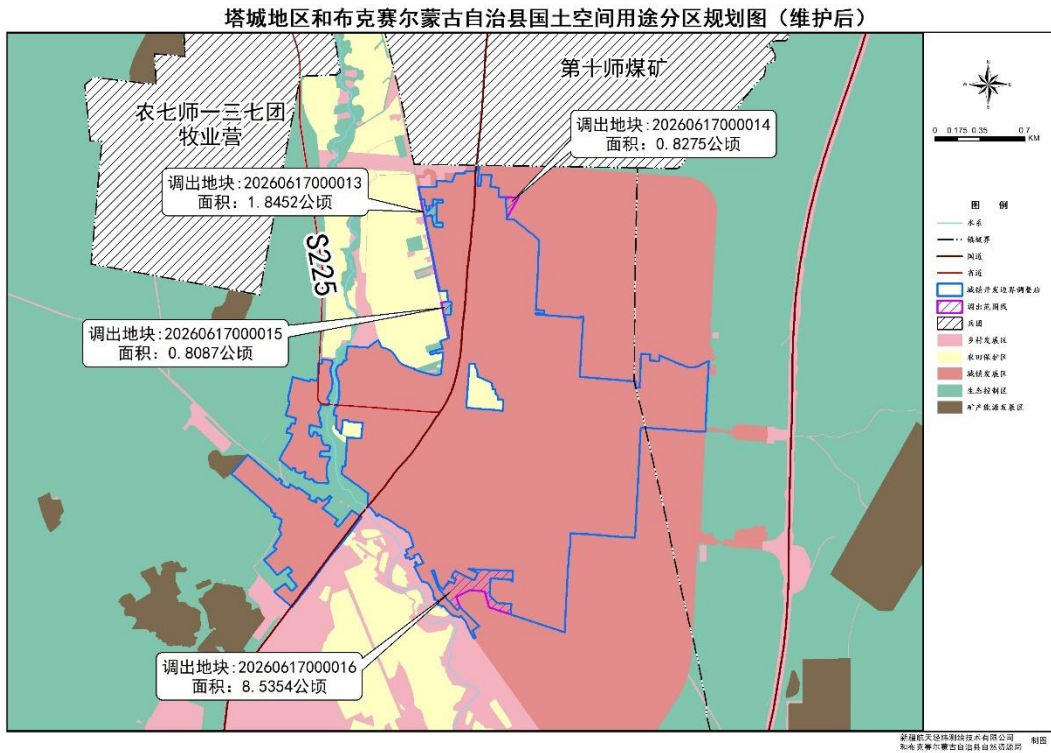 塔城地区和布克赛尔蒙古自治县国土空间用途分区规划图（维护后）
农七师一三七团
牧业营
第十师煤矿
调出地块:20260617000014
面积: 0.8275公顷
调出地块:20260617000013
面积: 1.8452公顷
S225
调出地块:20260617000015
面积: 0.8087公顷
调出地块:20260617000016
面积: 8.5354公顷
N
0 0.175 0.35 0.7
KM
图 例
水系
镇域界
国道
省道
城镇开发边界调整后
调出范围线
兵团
乡村发展区
农田保护区
城镇发展区
生态控制区
矿产能源发展区
新疆航天经纬测绘技术有限公司
和布克赛尔蒙古自治县自然资源局 制图